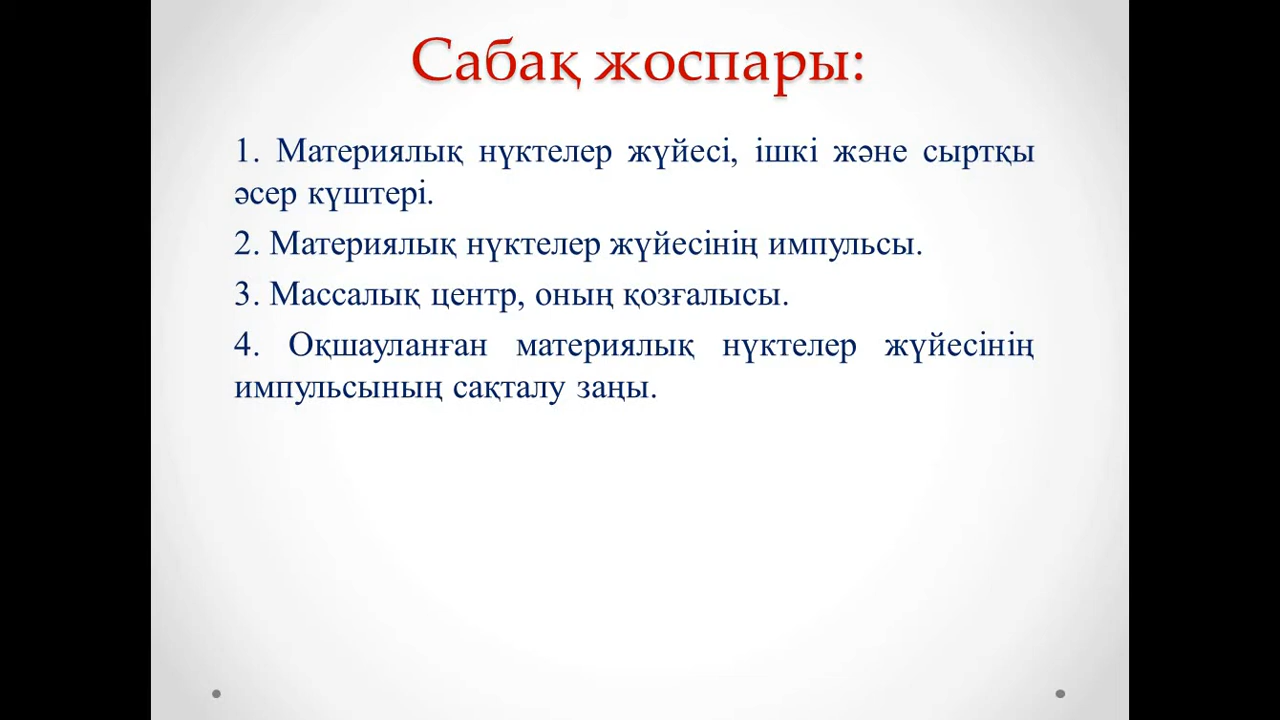 Сабақ жоспары:
1. Материялық нүктелер жүйесі, ішкі және сыртқы
әсер күштері.
2. Материялық нүктелер жүйесінің импульсы.
3. Массалық центр, оның қозғалысы.
4. Оқшауланған материялық нүктелер жүйесінің
импульсының сақталу заңы.